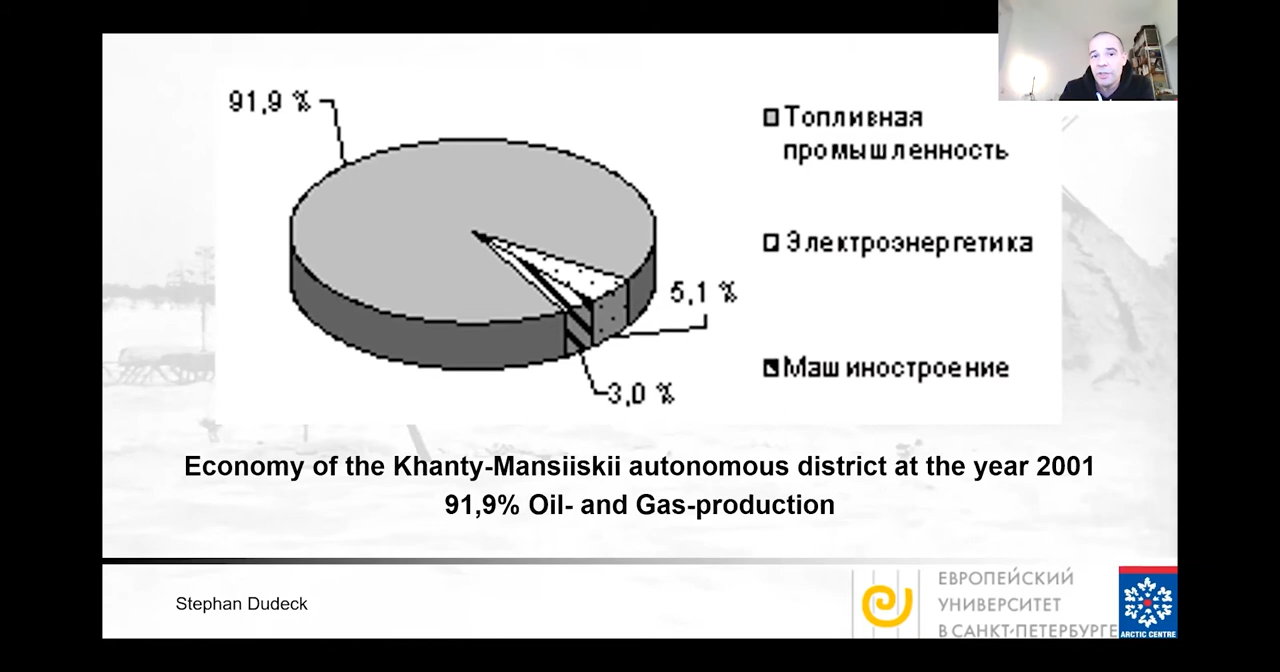 91,9 %
Топливная
промышленность
Электроэнергетика
5,1 %
Машиностроение
3,0 %
Economy of the Khanty-Mansiiskii autonomous district at the year 2001
91,9% Oil- and Gas-production
Stephan Dudeck
ЕВРОПЕЙСКИЙ
УНИВЕРСИТЕТ
В САНКТ-ПЕТЕРБУРГЕ
ARCTIC CENTRE